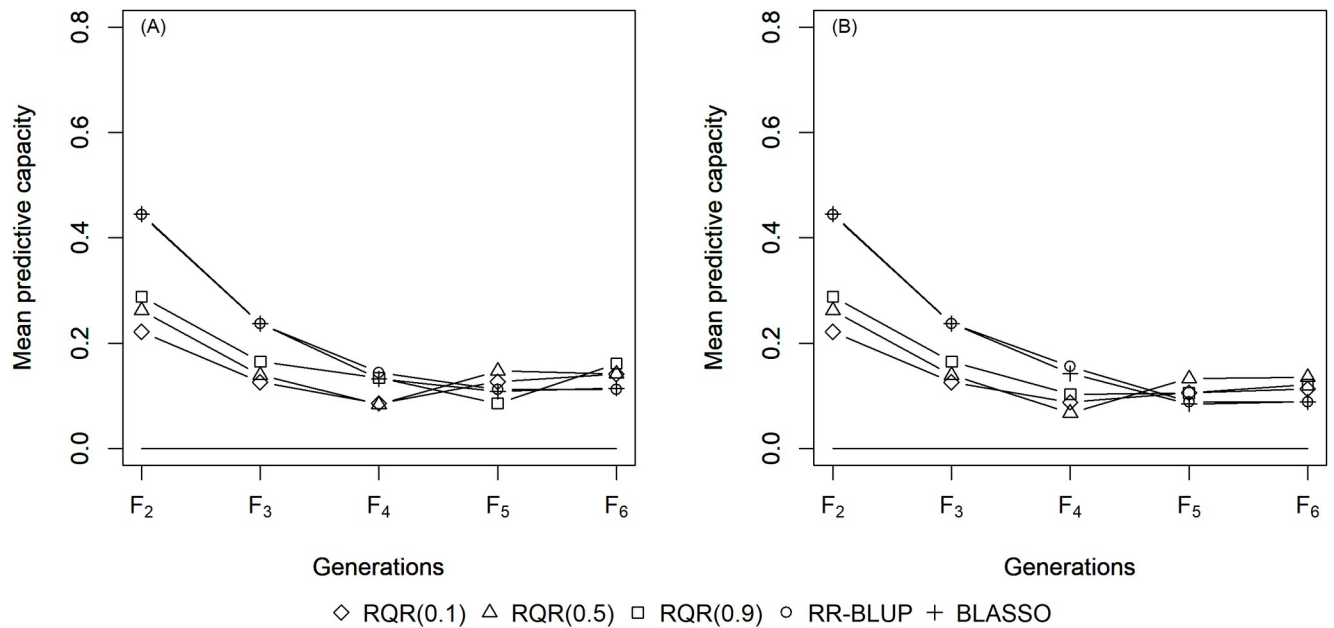 (A)
Mean predictive capacity
0.8
0.6
0.4
0.2
0.0
F₂ F₃ F₄ F₅ F₆
Generations
(B)
Mean predictive capacity
0.8
0.6
0.4
0.2
0.0
F₂ F₃ F₄ F₅ F₆
Generations
RQR(0.1) RQR(0.5) RQR(0.9) RR-BLUP BLASSO